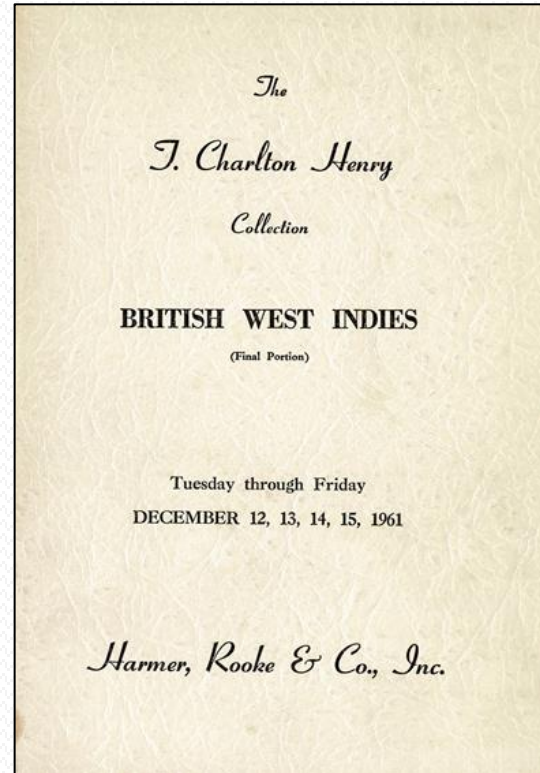 The
T. Charlton Henry
Collection
BRITISH WEST INDIES
(Final Portion)
Tuesday through Friday
DECEMBER 12, 13, 14, 15, 1961
Harmer, Rooke & Co., Inc.